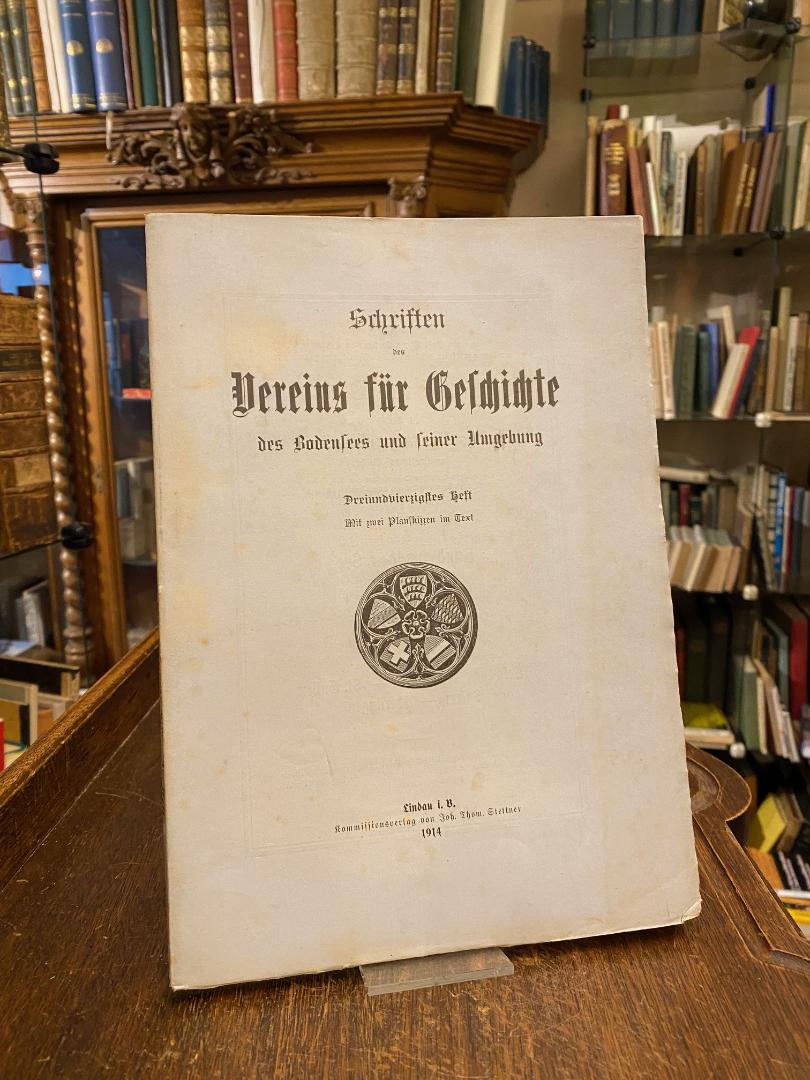 Schriften
des
Vereins für Geschichte
des Bodensees und seiner Umgebung
Dreiundvierzigstes Heft
Mit zwei Planskizzen im Text
Lindau i. B.
Kommissionsverlag von Joh. Thom. Stettner
1914